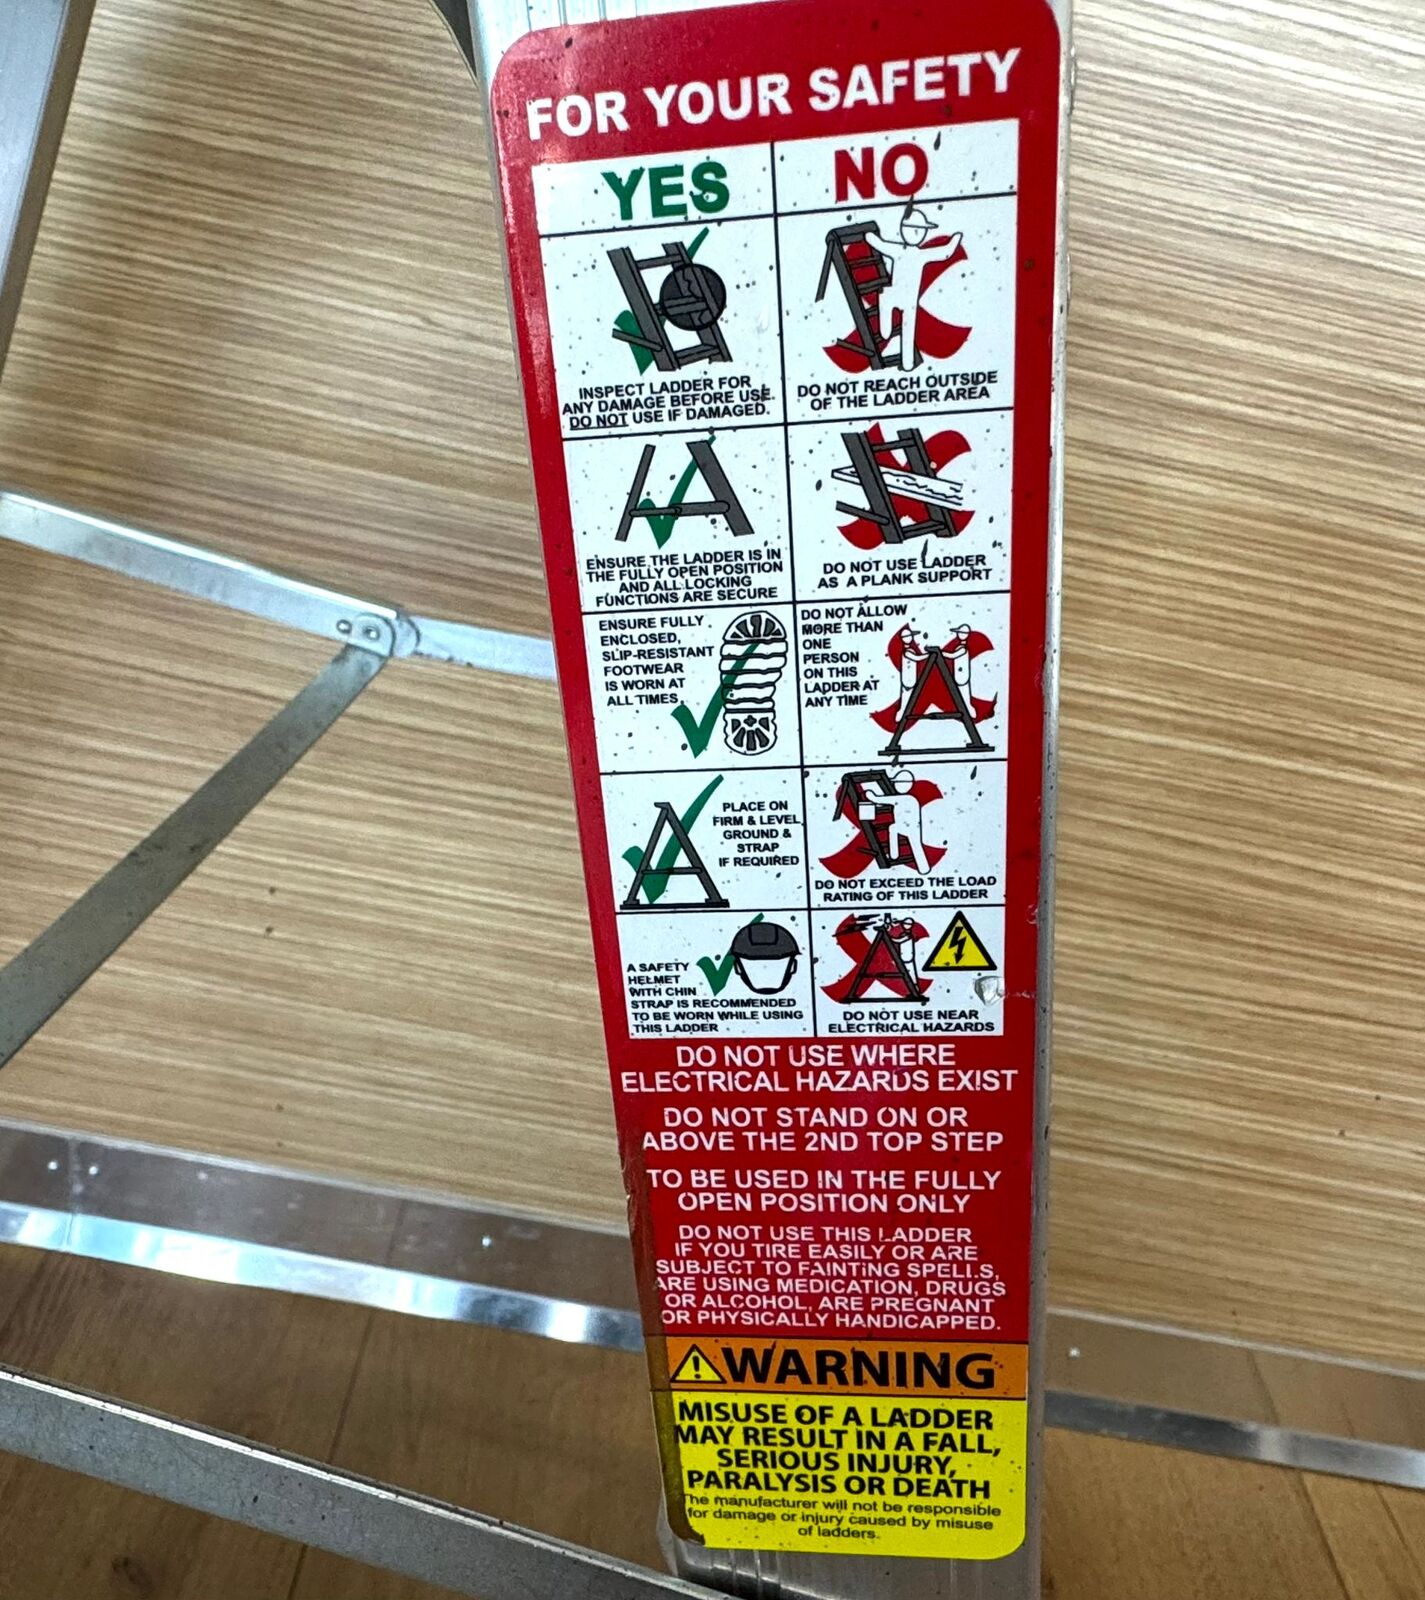 FOR YOUR SAFETY
YES
NO
INSPECT LADDER FOR
ANY DAMAGE BEFORE USE.
DO NOT USE IF DAMAGED.
DO NOT REACH OUTSIDE
OF THE LADDER AREA
ENSURE THE LADDER IS IN
THE FULLY OPEN POSITION
AND ALL LOCKING
FUNCTIONS ARE SECURE
DO NOT USE LADDER
AS A PLANK SUPPORT
ENSURE FULLY
ENCLOSED,
SLIP-RESISTANT
FOOTWEAR
IS WORN AT
ALL TIMES.
DO NOT ALLOW
MORE THAN
ONE
PERSON
ON THIS
LADDER AT
ANY TIME
PLACE ON
FIRM & LEVEL
GROUND &
STRAP
IF REQUIRED
DO NOT EXCEED THE LOAD
RATING OF THIS LADDER
A SAFETY
HELMET
WITH CHIN
STRAP IS RECOMMENDED
TO BE WORN WHILE USING
THIS LADDER
DO NOT USE NEAR
ELECTRICAL HAZARDS
DO NOT USE WHERE
ELECTRICAL HAZARDS EXIST
DO NOT STAND ON OR
ABOVE THE 2ND TOP STEP
TO BE USED IN THE FULLY
OPEN POSITION ONLY
DO NOT USE THIS LADDER
IF YOU TIRE EASILY OR ARE
SUBJECT TO FAINTING SPELLS,
ARE USING MEDICATION, DRUGS
OR ALCOHOL, ARE PREGNANT
OR PHYSICALLY HANDICAPPED.
WARNING
MISUSE OF A LADDER
MAY RESULT IN A FALL,
SERIOUS INJURY,
PARALYSIS OR DEATH
The manufacturer will not be responsible
for damage or injury caused by misuse
of ladders.